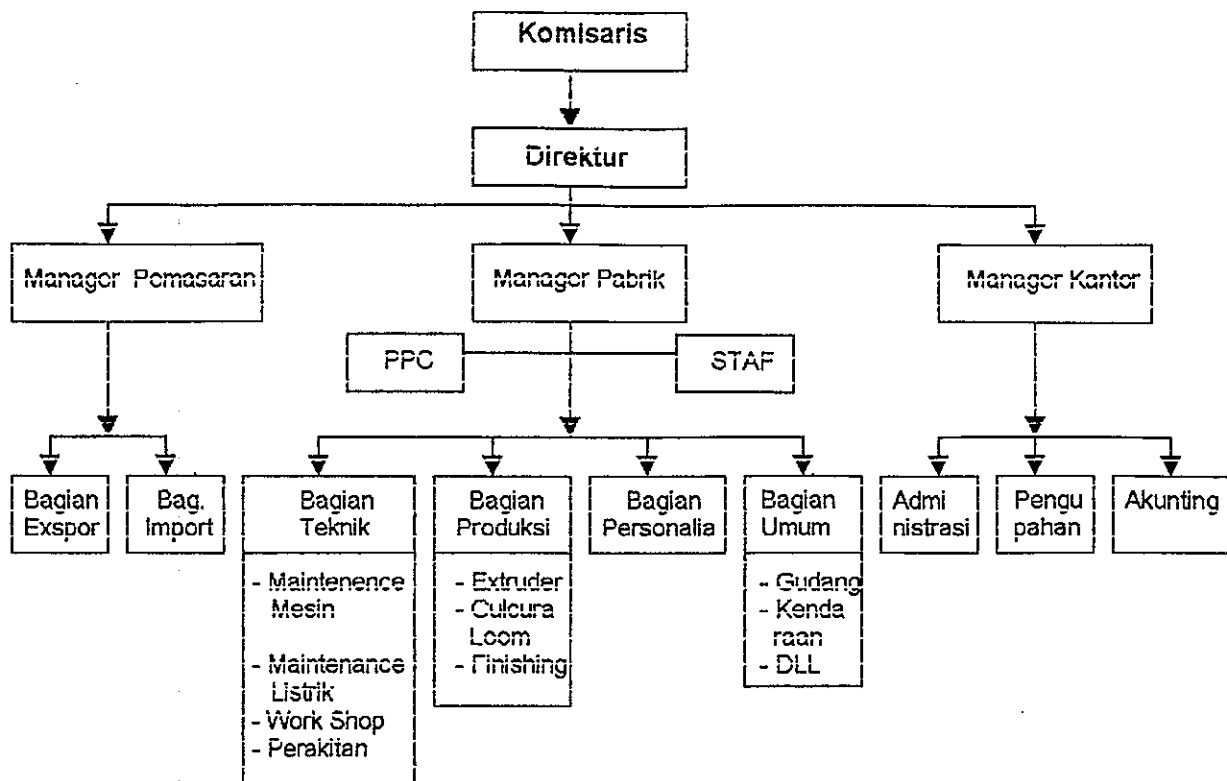 Komisaris
Direktur
Manager Pemasaran
Manager Pabrik
Manager Kantor
PPC
STAF
Bagian
Exspor
Bag.
Import
Bagian
Teknik
- Maintenence
Mesin
- Maintenance
Listrik
- Work Shop
- Perakitan
Bagian
Produksi
- Extruder
- Culcura
Loom
- Finishing
Bagian
Personalia
Bagian
Umum
- Gudang
- Kenda
raan
- DLL
Admi
nistrasi
Pengu
pahan
Akunting